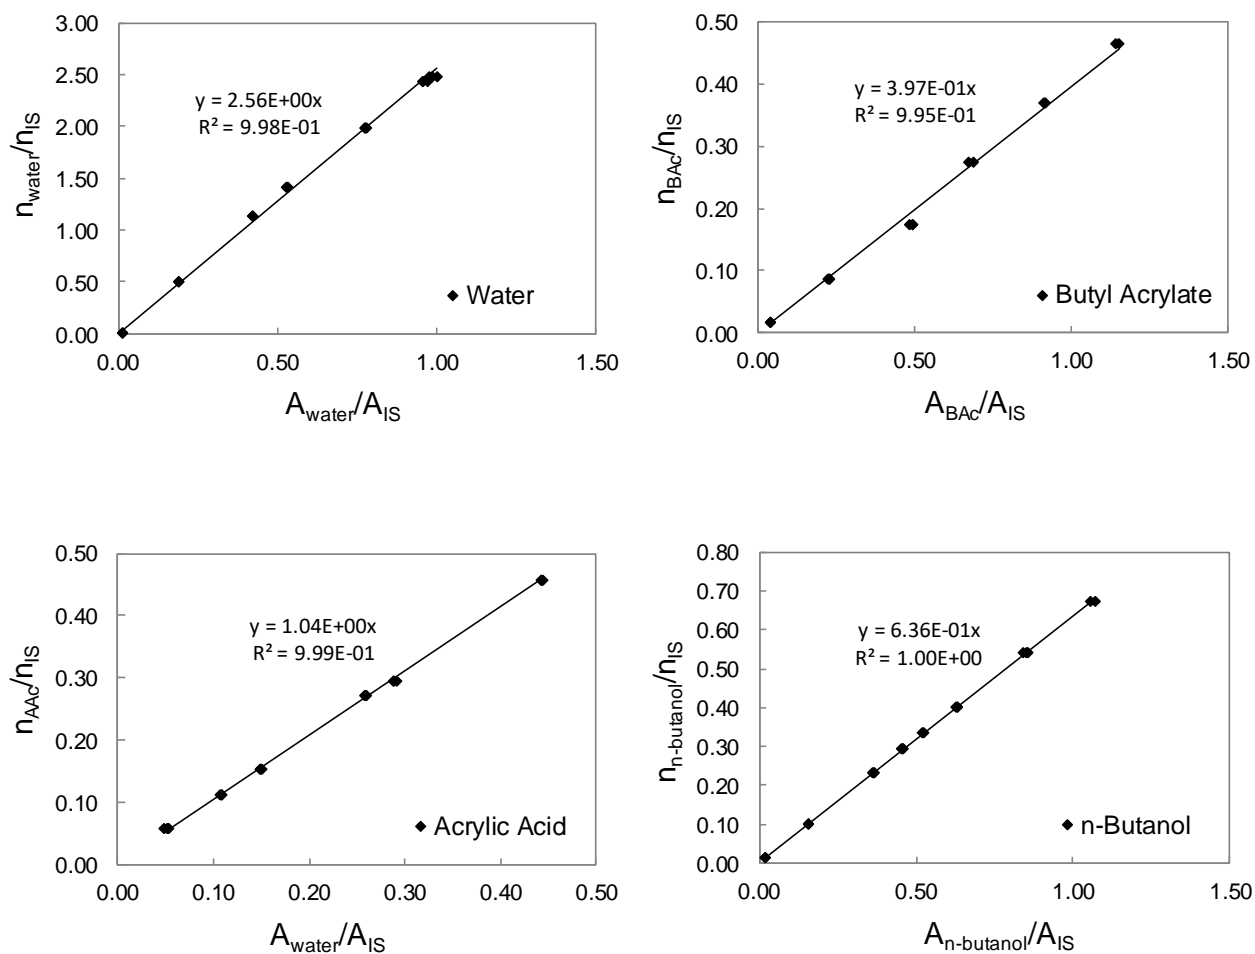 3.00
2.50
2.00
1.50
1.00
0.50
0.00
n_water/n_IS
y = 2.56E+00x
R² = 9.98E-01
Water
0.00 0.50 1.00 1.50
A_water/A_IS
0.50
0.40
0.30
0.20
0.10
0.00
n_BAc/n_IS
y = 3.97E-01x
R² = 9.95E-01
Butyl Acrylate
0.00 0.50 1.00 1.50
A_BAc/A_IS
0.50
0.40
0.30
0.20
0.10
0.00
n_AAc/n_IS
y = 1.04E+00x
R² = 9.99E-01
Acrylic Acid
0.00 0.10 0.20 0.30 0.40 0.50
A_water/A_IS
0.80
0.70
0.60
0.50
0.40
0.30
0.20
0.10
0.00
n_n-butanol/n_IS
y = 6.36E-01x
R² = 1.00E+00
n-Butanol
0.00 0.50 1.00 1.50
A_n-butanol/A_IS